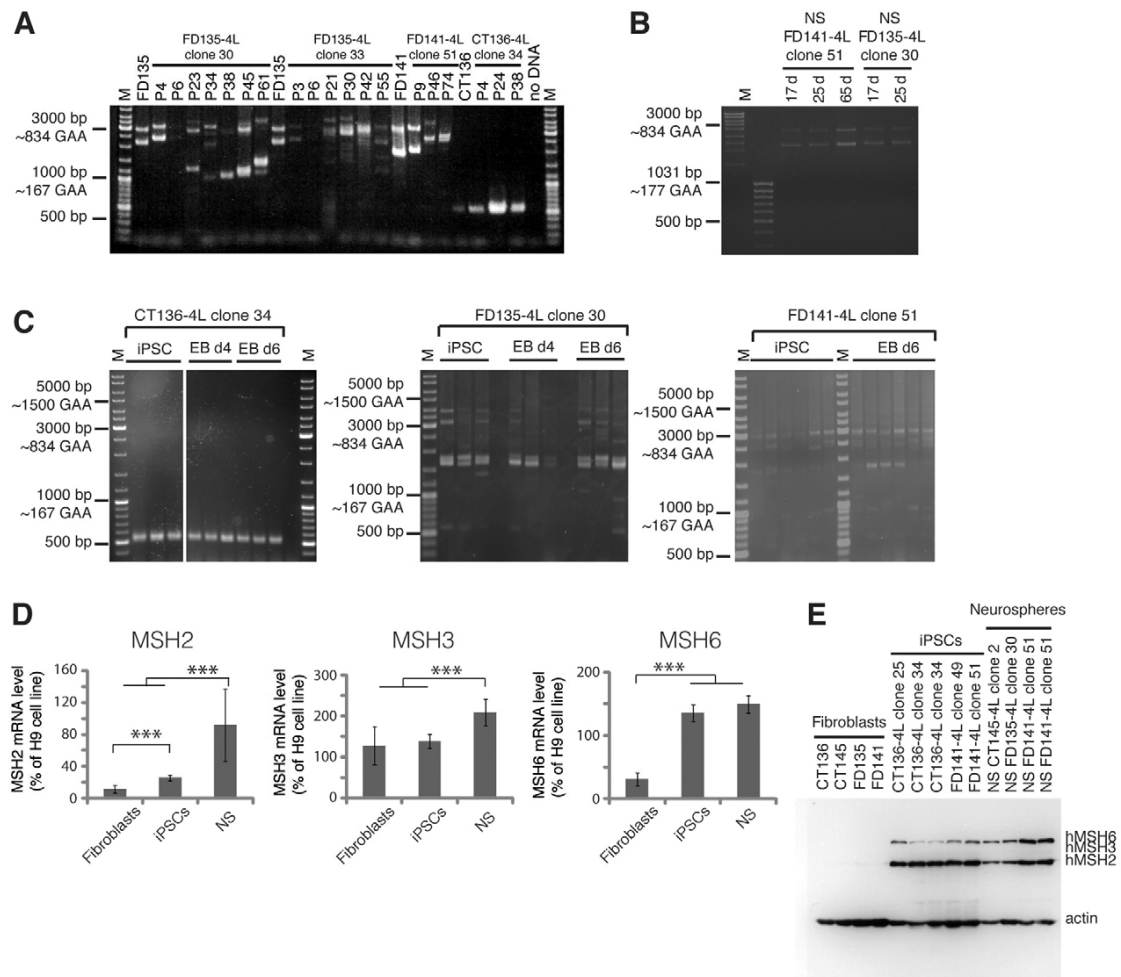 A
FD135-4L clone 30
FD135-4L clone 33
FD141-4L clone 51
CT136-4L clone 34
M
FD135
P4
P6
P23
P34
P38
P45
P61
FD135
P3
P6
P21
P30
P42
P55
FD141
P9
P46
P74
CT136
P4
P24
P38
no DNA
M
3000 bp
~834 GAA
1000 bp
~167 GAA
500 bp
B
NS FD141-4L clone 51
NS FD135-4L clone 30
M
17 d
25 d
65 d
17 d
25 d
3000 bp
~834 GAA
1031 bp
~177 GAA
500 bp
C
CT136-4L clone 34
M
iPSC
EB d4
EB d6
M
5000 bp
~1500 GAA
3000 bp
~834 GAA
1000 bp
~167 GAA
500 bp
FD135-4L clone 30
M
iPSC
EB d4
EB d6
5000 bp
~1500 GAA
3000 bp
~834 GAA
1000 bp
~167 GAA
500 bp
FD141-4L clone 51
M
iPSC
M
EB d6
5000 bp
~1500 GAA
3000 bp
~834 GAA
1000 bp
~167 GAA
500 bp
D
MSH2
MSH2 mRNA level
(% of H9 cell line)
160
120
80
40
20
0
***
***
Fibroblasts
iPSCs
NS
MSH3
MSH3 mRNA level
(% of H9 cell line)
300
200
100
0
***
Fibroblasts
iPSCs
NS
MSH6
MSH6 mRNA level
(% of H9 cell line)
200
100
0
***
Fibroblasts
iPSCs
NS
E
Neurospheres
iPSCs
Fibroblasts
CT136
CT145
FD135
FD141
CT136-4L clone 25
CT136-4L clone 34
CT136-4L clone 34
FD141-4L clone 49
FD141-4L clone 51
NS CT145-4L clone 2
NS FD135-4L clone 30
NS FD141-4L clone 51
NS FD141-4L clone 51
hMSH6
hMSH3
hMSH2
actin